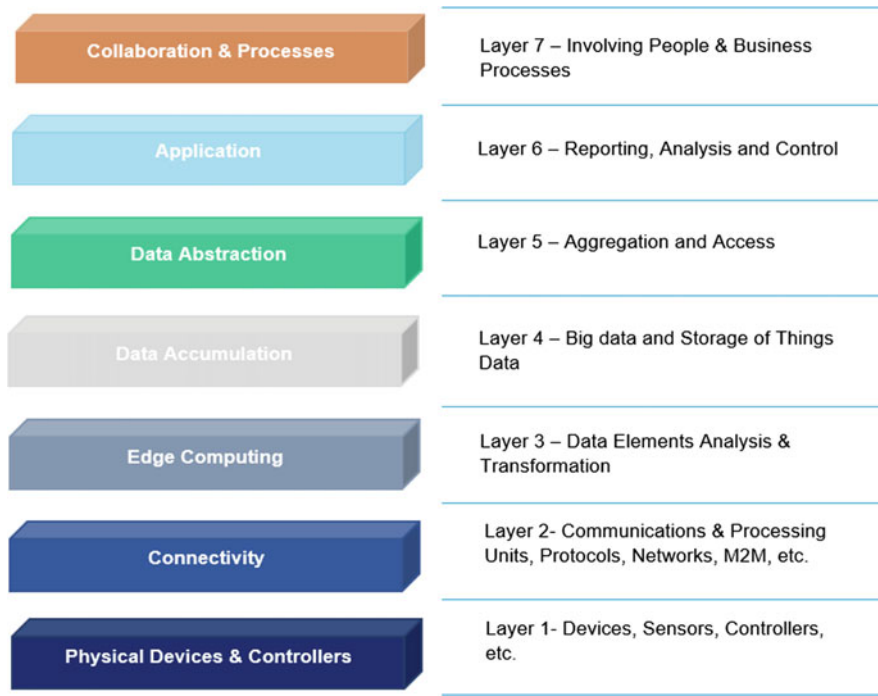 Collaboration & Processes
Layer 7 – Involving People & Business
Processes
Application
Layer 6 – Reporting, Analysis and Control
Data Abstraction
Layer 5 – Aggregation and Access
Data Accumulation
Layer 4 – Big data and Storage of Things
Data
Edge Computing
Layer 3 – Data Elements Analysis &
Transformation
Connectivity
Layer 2- Communications & Processing
Units, Protocols, Networks, M2M, etc.
Physical Devices & Controllers
Layer 1- Devices, Sensors, Controllers,
etc.